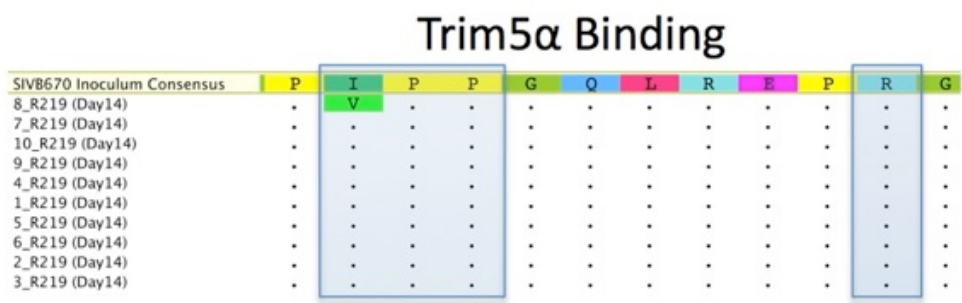 Trim5α Binding
SIVB670 Inoculum Consensus P I P P G Q L R E P R G
8_R219 (Day14) . V . . . . . . . . . .
7_R219 (Day14) . . . . . . . . . . . .
10_R219 (Day14) . . . . . . . . . . . .
9_R219 (Day14) . . . . . . . . . . . .
4_R219 (Day14) . . . . . . . . . . . .
1_R219 (Day14) . . . . . . . . . . . .
5_R219 (Day14) . . . . . . . . . . . .
6_R219 (Day14) . . . . . . . . . . . .
2_R219 (Day14) . . . . . . . . . . . .
3_R219 (Day14) . . . . . . . . . . . .